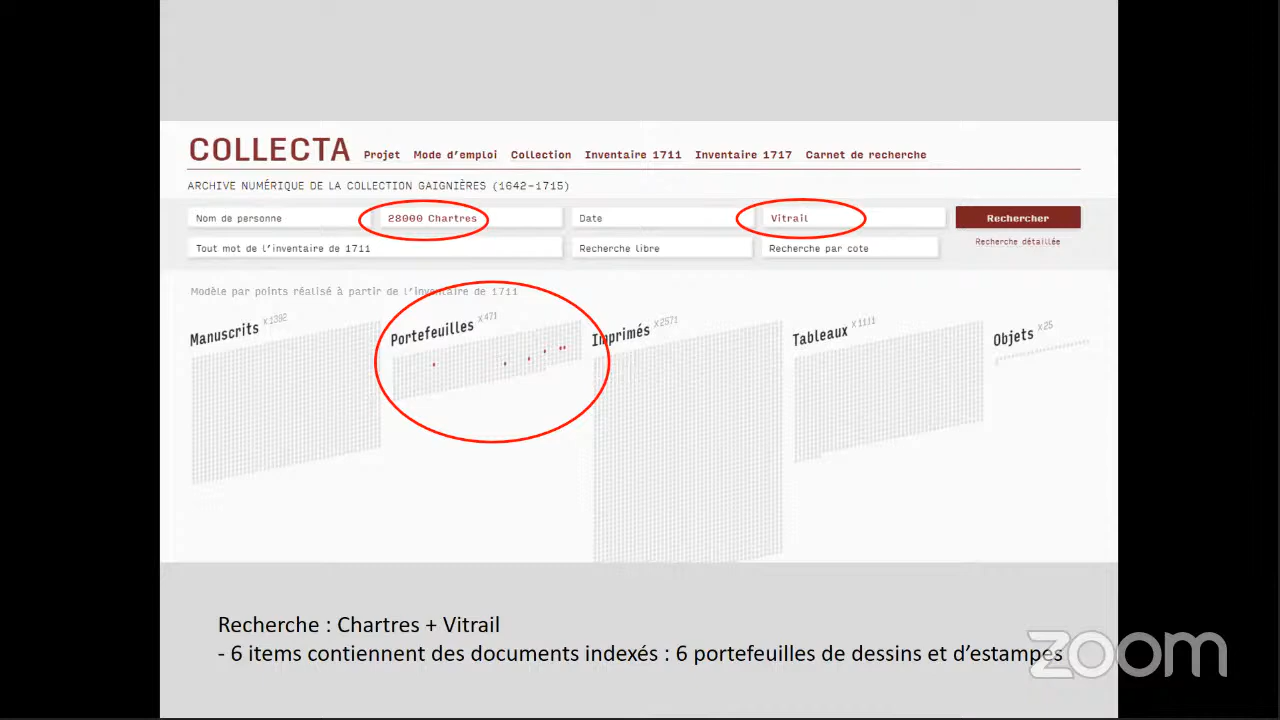 COLLECTA Projet Mode d'emploi Collection Inventaire 1711 Inventaire 1717 Carnet de recherche
ARCHIVE NUMÉRIQUE DE LA COLLECTION GAIGNIÈRES (1642-1715)
Nom de personne 28000 Chartres Date Vitrail Rechercher
Tout mot de l'inventaire de 1711 Recherche libre Recherche par cote Recherche détaillée
Modèle par points réalisé à partir de l'inventaire de 1711
Manuscrits x1392 Portefeuilles x471 Imprimés x2571 Tableaux x1111 Objets x25
Recherche : Chartres + Vitrail
- 6 items contiennent des documents indexés : 6 portefeuilles de dessins et d'estampes
zoom